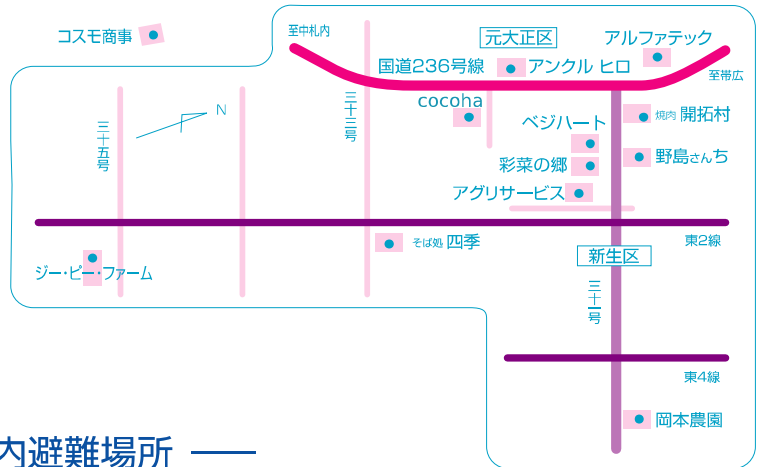 至中札内
元大正区
コスモ商事
アルファテック
国道236号線
アンクル ヒロ
至帯広
cocoha
三十三号
三十五号
N
ベジハート
焼肉 開拓村
彩菜の郷
野島さんち
アグリサービス
そば処 四季
東2線
新生区
ジー・ピー・ファーム
三十一号
東4線
岡本農園
内避難場所